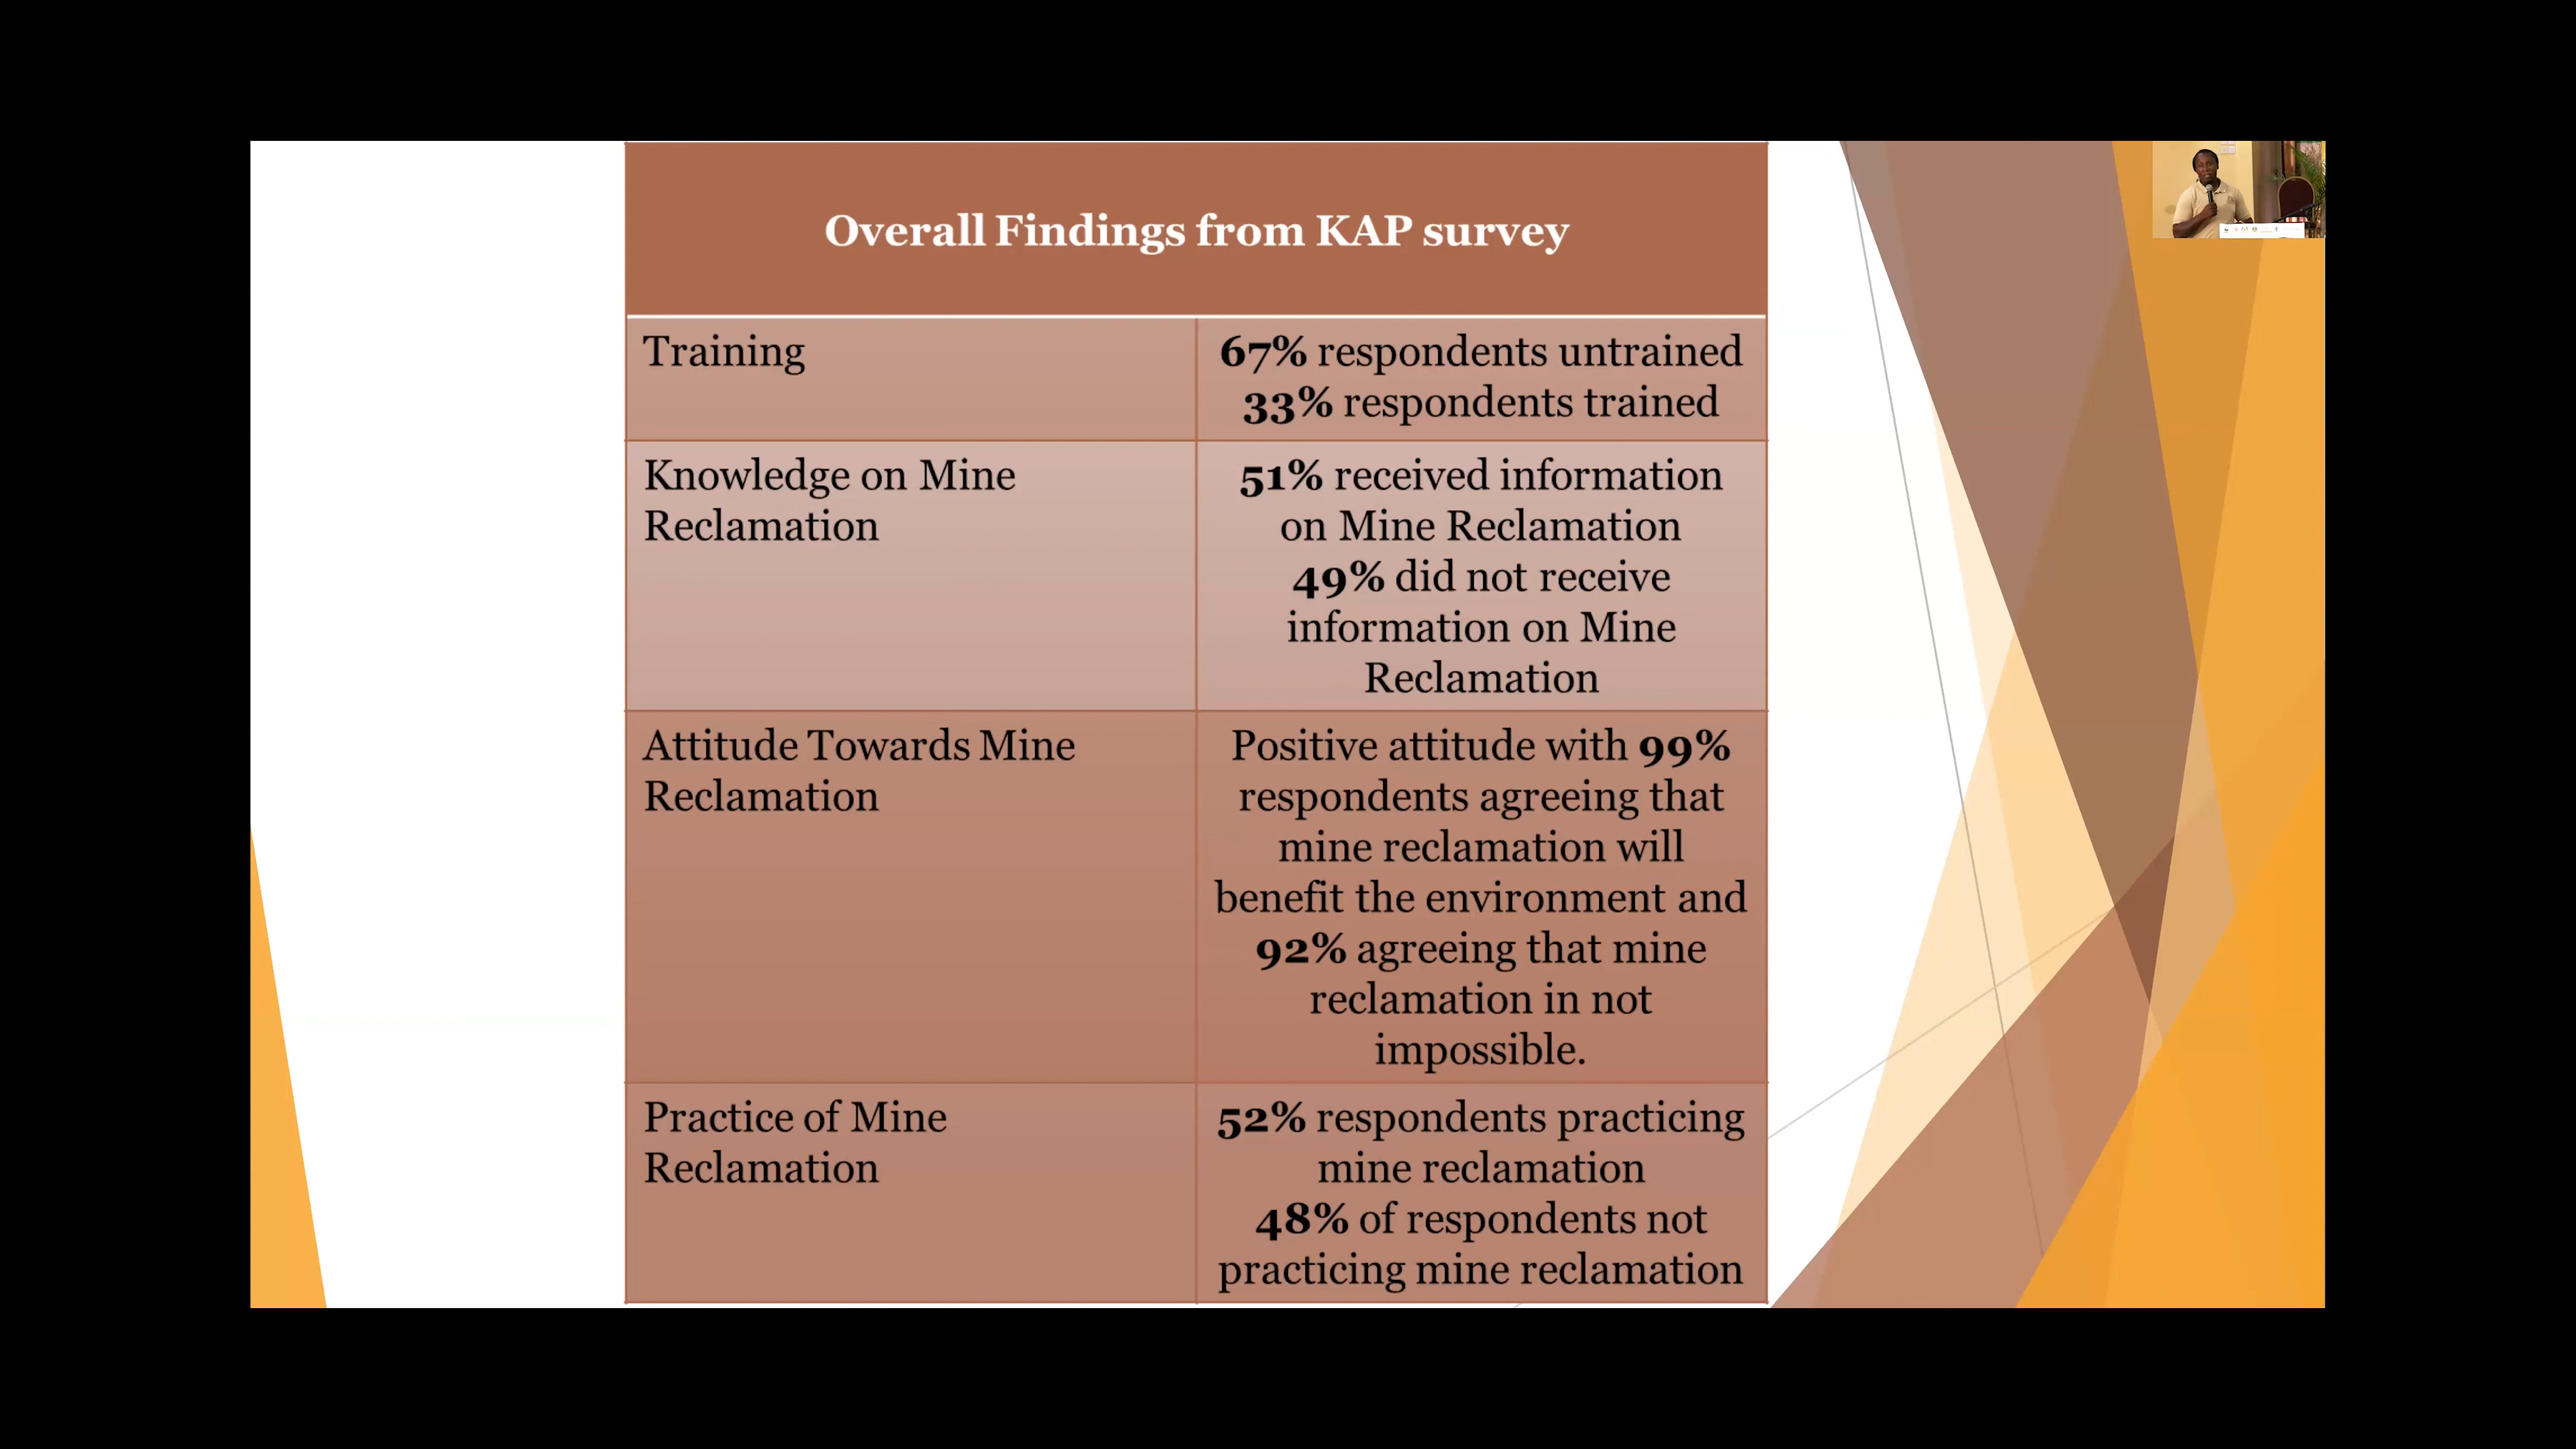 Overall Findings from KAP survey
Training
67% respondents untrained
33% respondents trained
Knowledge on Mine
Reclamation
51% received information
on Mine Reclamation
49% did not receive
information on Mine
Reclamation
Attitude Towards Mine
Reclamation
Positive attitude with 99%
respondents agreeing that
mine reclamation will
benefit the environment and
92% agreeing that mine
reclamation in not
impossible.
Practice of Mine
Reclamation
52% respondents practicing
mine reclamation
48% of respondents not
practicing mine reclamation